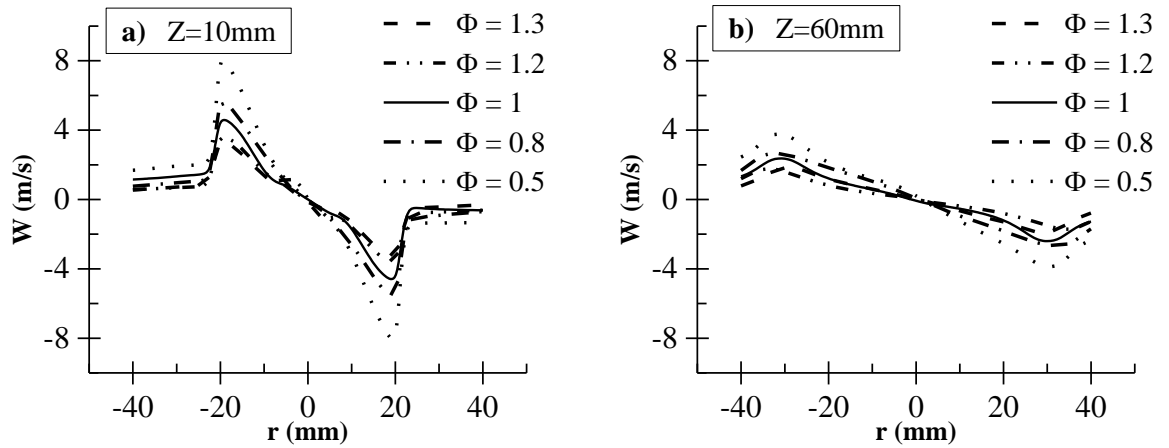 a) Z=10mm
Φ = 1.3
Φ = 1.2
Φ = 1
Φ = 0.8
Φ = 0.5
8
4
0
-4
-8
W (m/s)
-40 -20 0 20 40
r (mm)
b) Z=60mm
Φ = 1.3
Φ = 1.2
Φ = 1
Φ = 0.8
Φ = 0.5
8
4
0
-4
-8
W (m/s)
-40 -20 0 20 40
r (mm)